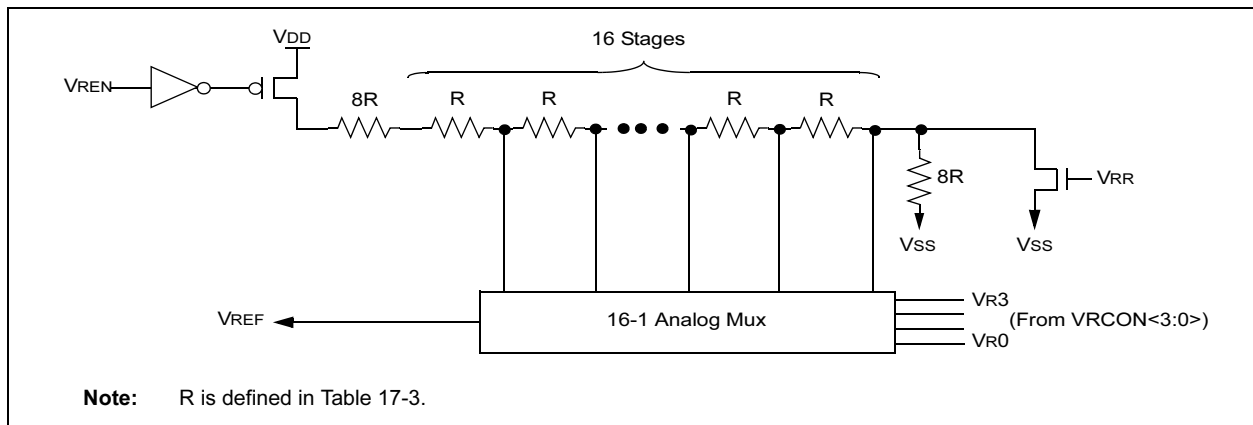 VDD
16 Stages
VREN
8R
R
R
R
R
8R
VRR
VSS
VSS
VREF
16-1 Analog Mux
VR3
(From VRCON<3:0>)
VR0
Note: R is defined in Table 17-3.